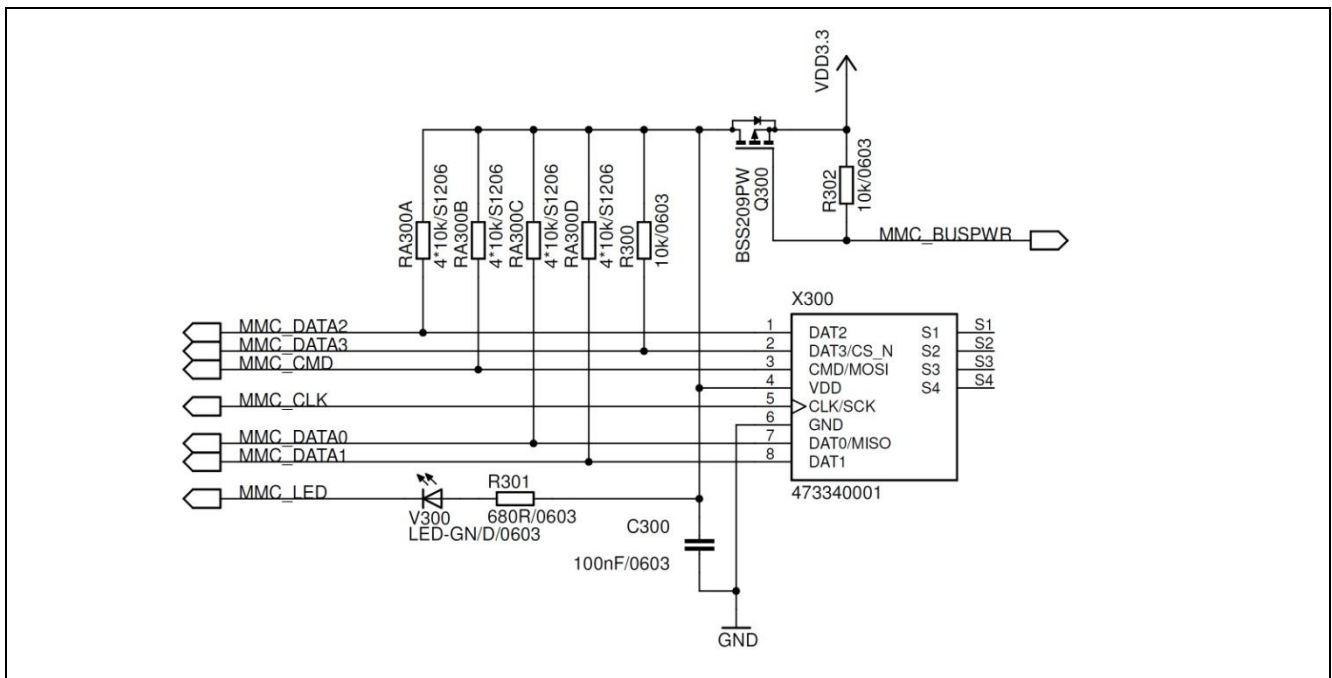 VDD3.3
RA300A
4*10k/S1206
RA300B
4*10k/S1206
RA300C
4*10k/S1206
RA300D
4*10k/S1206
R300
10k/0603
BSS209PW
Q300
R302
10k/0603
MMC_BUSPWR
X300
MMC_DATA2 1 DAT2 S1 S1
MMC_DATA3 2 DAT3/CS_N S2 S2
MMC_CMD 3 CMD/MOSI S3 S3
4 VDD S4 S4
MMC_CLK 5 CLK/SCK
6 GND
MMC_DATA0 7 DAT0/MISO
MMC_DATA1 8 DAT1
473340001
MMC_LED
R301
680R/0603
V300
LED-GN/D/0603
C300
100nF/0603
GND